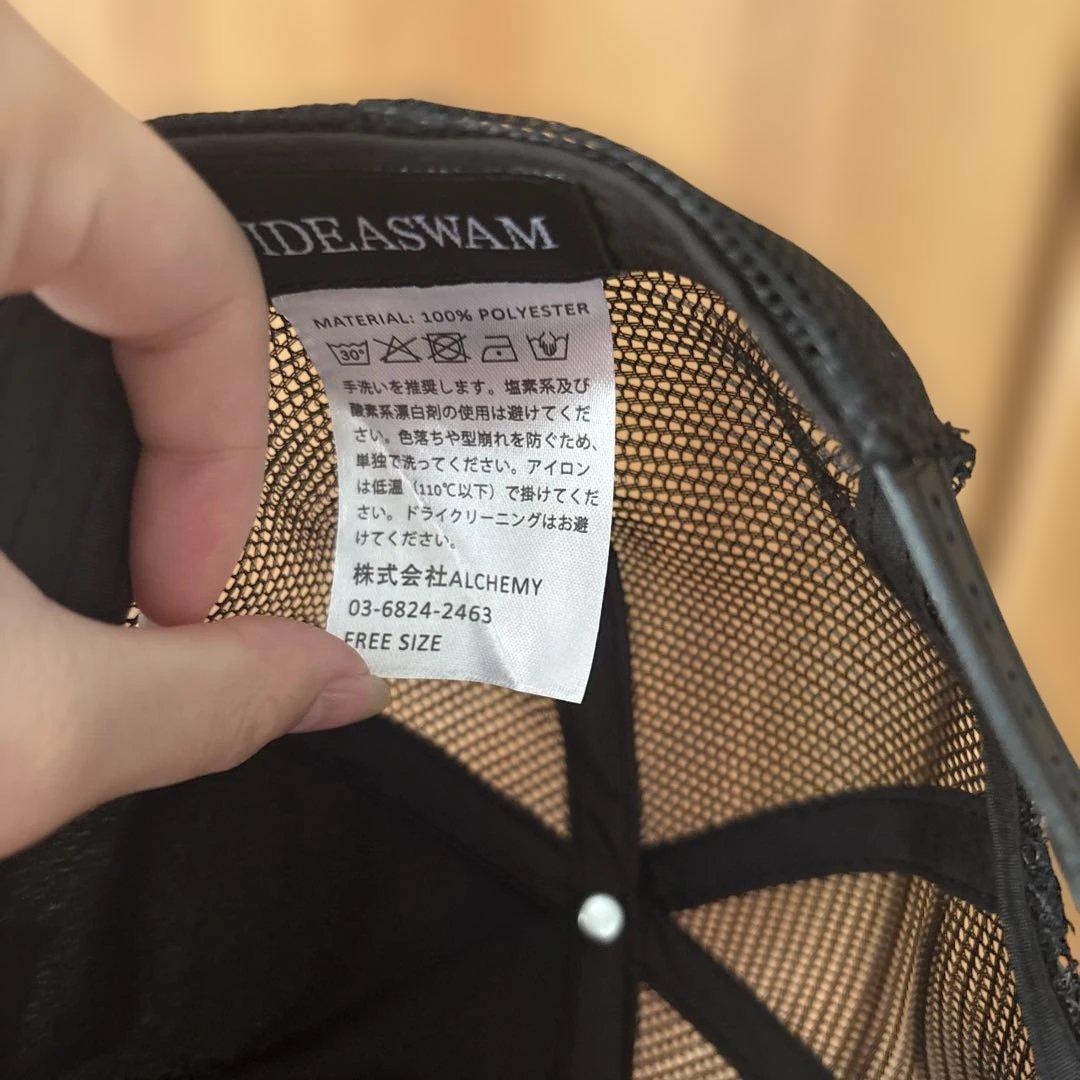 IDEASWAM
MATERIAL: 100% POLYESTER
30°
手洗いを推奨します。塩素系及び
酸素系漂白剤の使用は避けてくだ
さい。色落ちや型崩れを防ぐため、
単独で洗ってください。アイロン
は低温（110℃以下）で掛けてくだ
さい。ドライクリーニングはお避
けてください。
株式会社ALCHEMY
03-6824-2463
FREE SIZE